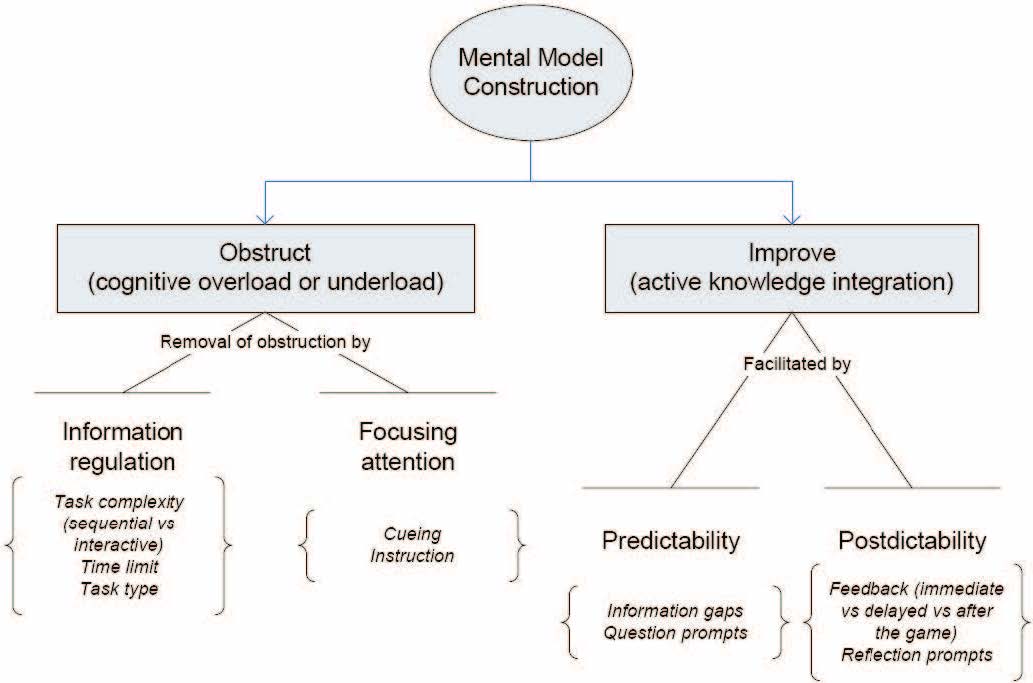 Mental Model
Construction
Obstruct
(cognitive overload or underload)
Improve
(active knowledge integration)
Removal of obstruction by
Facilitated by
Information
regulation
Task complexity
(sequential vs
interactive)
Time limit
Task type
Focusing
attention
Cueing
Instruction
Predictability
Information gaps
Question prompts
Postdictability
Feedback (immediate
vs delayed vs after
the game)
Reflection prompts